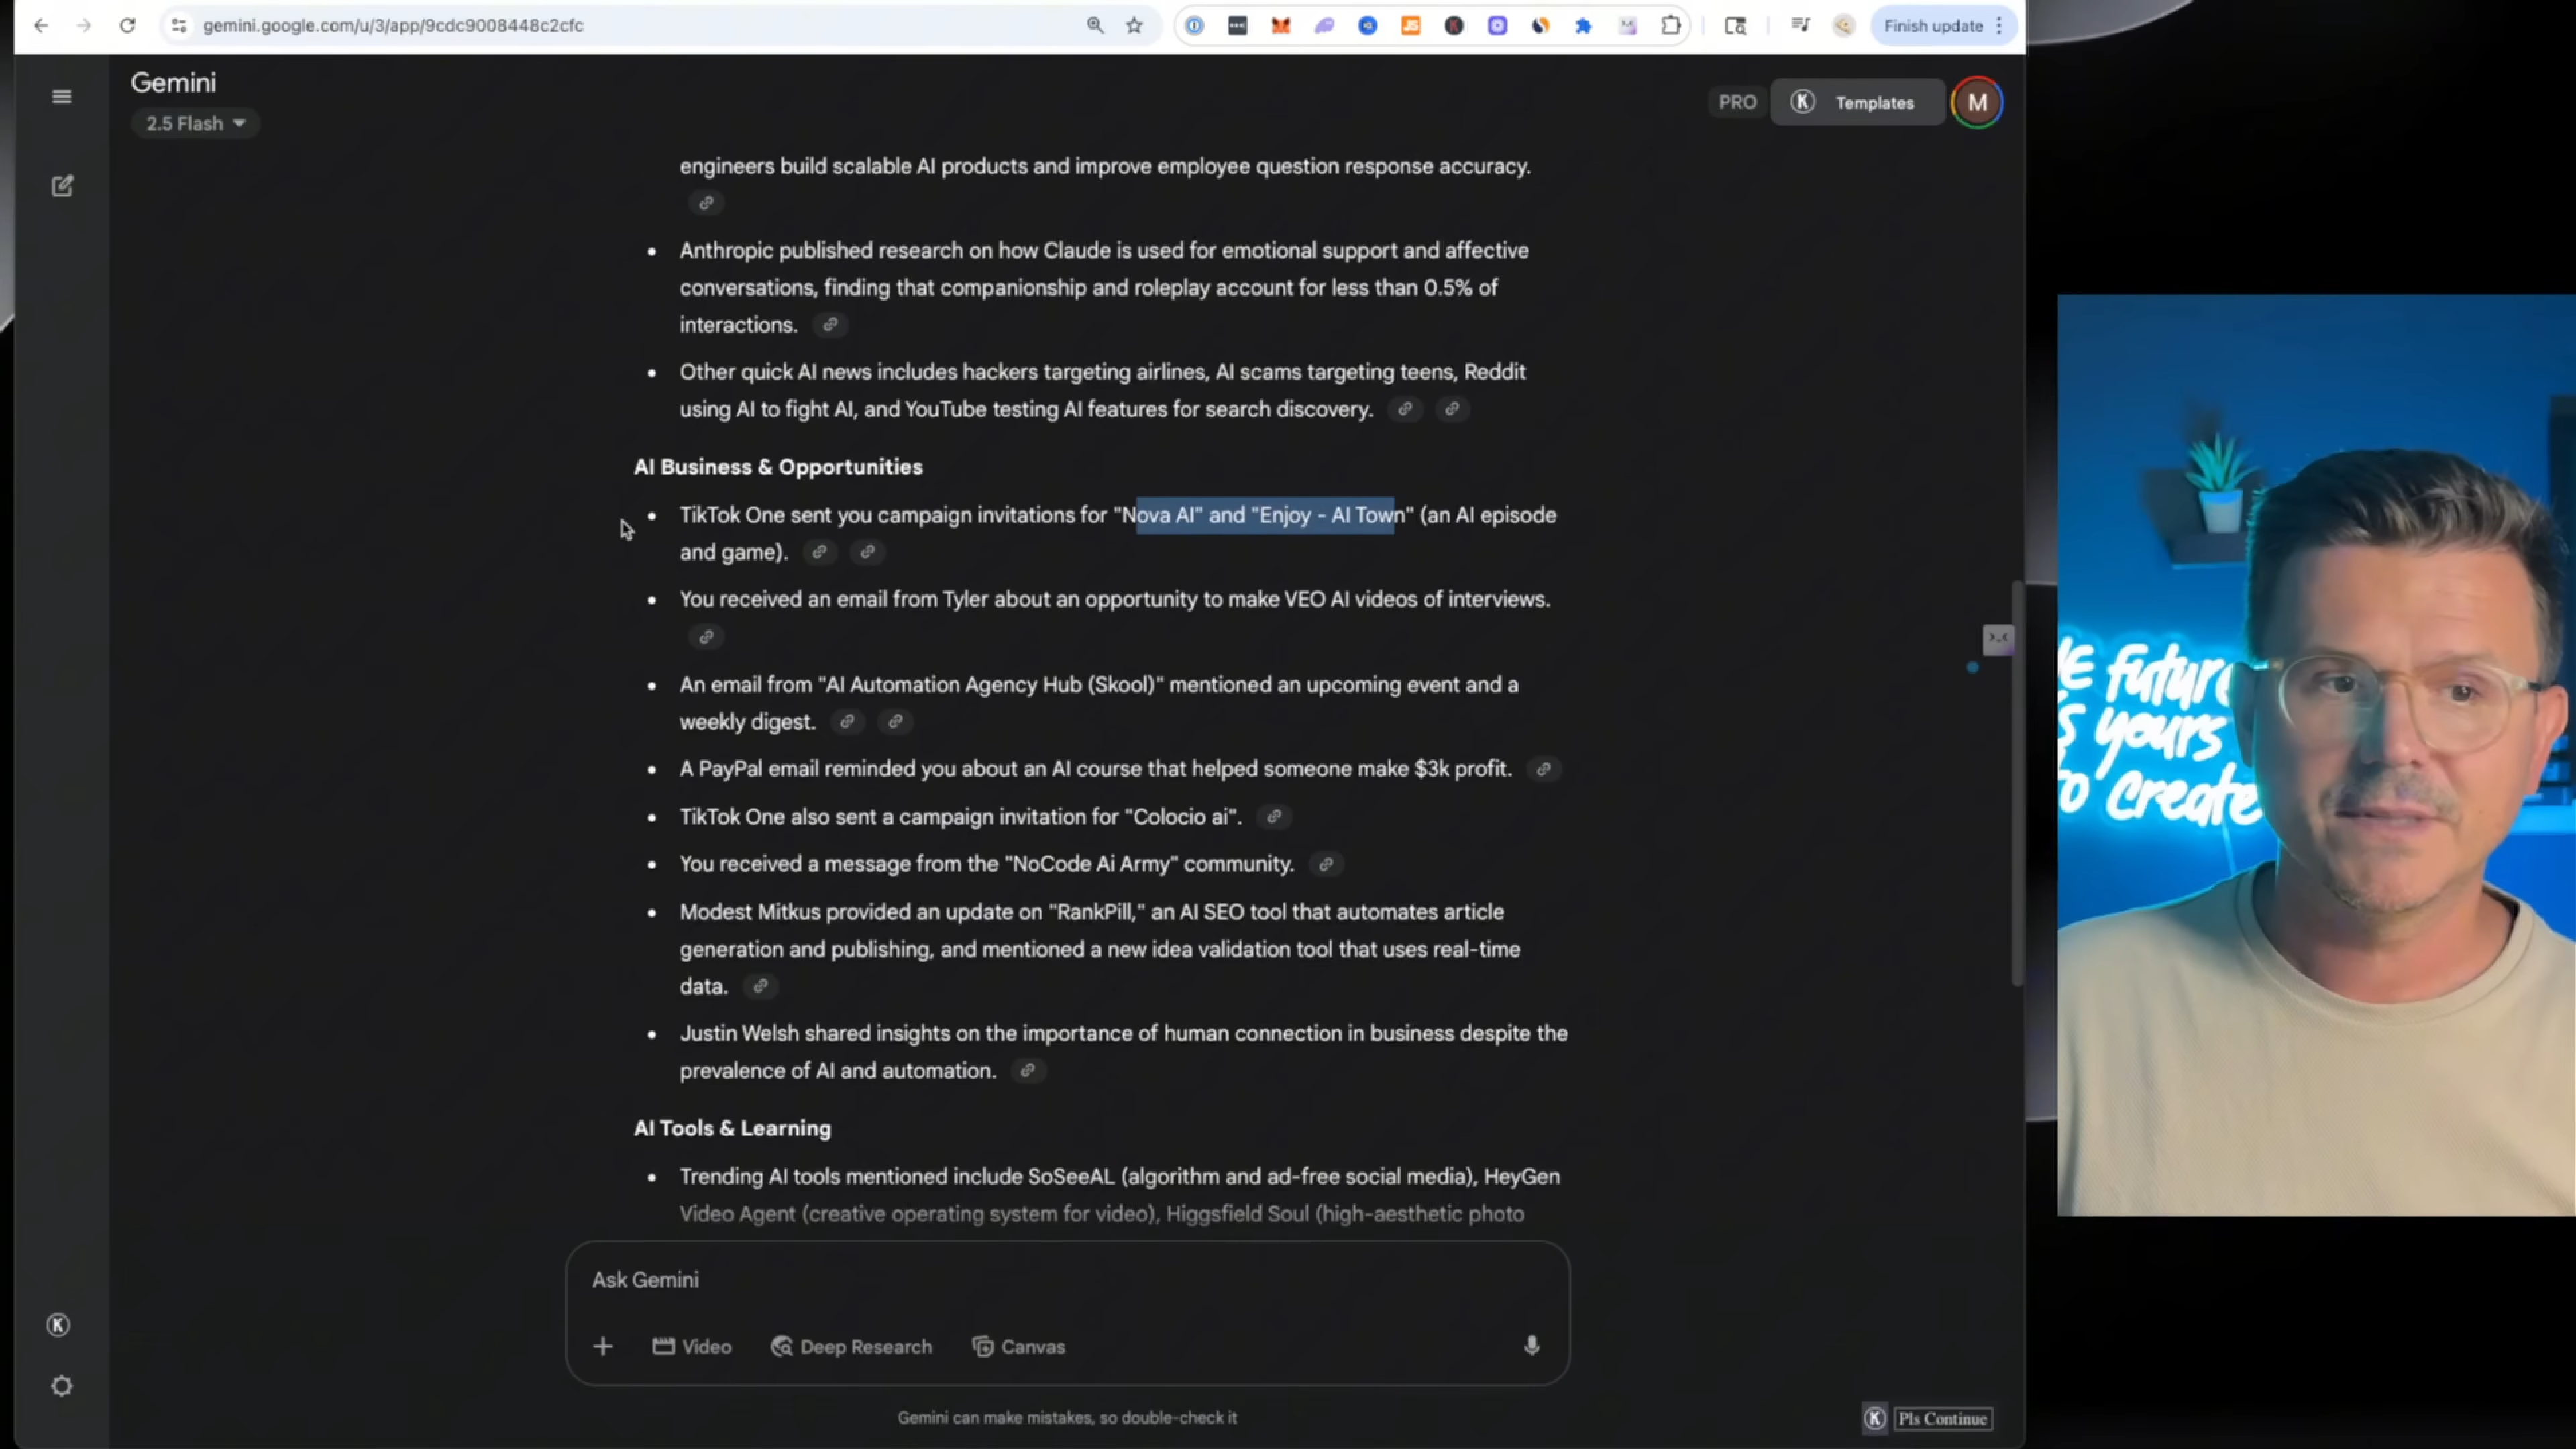 gemini.google.com/u/3/app/9cdc9008448c2cfc
Finish update
Gemini
2.5 Flash
PRO
Templates
M
engineers build scalable AI products and improve employee question response accuracy.
Anthropic published research on how Claude is used for emotional support and affective
conversations, finding that companionship and roleplay account for less than 0.5% of
interactions.
Other quick AI news includes hackers targeting airlines, AI scams targeting teens, Reddit
using AI to fight AI, and YouTube testing AI features for search discovery.
AI Business & Opportunities
TikTok One sent you campaign invitations for "Nova AI" and "Enjoy - AI Town" (an AI episode
and game).
You received an email from Tyler about an opportunity to make VEO AI videos of interviews.
An email from "AI Automation Agency Hub (Skool)" mentioned an upcoming event and a
weekly digest.
A PayPal email reminded you about an AI course that helped someone make $3k profit.
TikTok One also sent a campaign invitation for "Colocio ai".
You received a message from the "NoCode Ai Army" community.
Modest Mitkus provided an update on "RankPill," an AI SEO tool that automates article
generation and publishing, and mentioned a new idea validation tool that uses real-time
data.
Justin Welsh shared insights on the importance of human connection in business despite the
prevalence of AI and automation.
AI Tools & Learning
Trending AI tools mentioned include SoSeeAL (algorithm and ad-free social media), HeyGen
Video Agent (creative operating system for video), Higgsfield Soul (high-aesthetic photo
Ask Gemini
Video
Deep Research
Canvas
Gemini can make mistakes, so double-check it
K
Pls Continue
future
yours
create